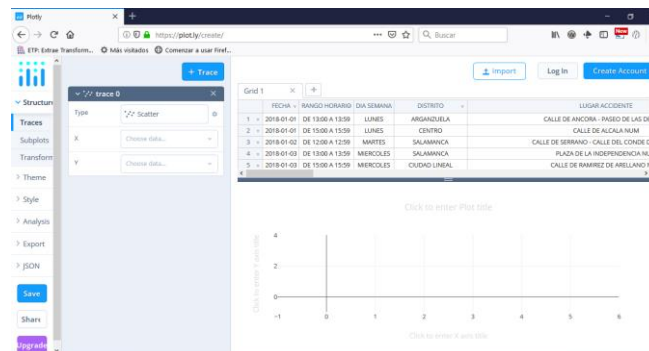 Plotly
https://plot.ly/create/
Buscar
New
ETP: Extrae Transform...
Más visitados
Comenzar a usar Firef...
+ Trace
Import
Log In
Create Account
Structure
Traces
Subplots
Transform
Theme
Style
Analysis
Export
JSON
Save
Share
Upgrade
trace 0
Type
Scatter
X
Choose data...
Y
Choose data...
Grid 1
FECHA RANGO HORARIO DIA SEMANA DISTRITO LUGAR ACCIDENTE
1 2018-01-01 DE 13:00 A 13:59 LUNES ARGANZUELA CALLE DE ANCORA - PASEO DE LAS DE
2 2018-01-01 DE 15:00 A 15:59 LUNES CENTRO CALLE DE ALCALA NUM
3 2018-01-02 DE 12:00 A 12:59 MARTES SALAMANCA CALLE DE SERRANO - CALLE DEL CONDE D
4 2018-01-03 DE 13:00 A 13:59 MIERCOLES SALAMANCA PLAZA DE LA INDEPENDENCIA NU
5 2018-01-03 DE 15:00 A 15:59 MIERCOLES CIUDAD LINEAL CALLE DE RAMIREZ DE ARELLANO
Click to enter Plot title
Click to enter Y axis title
4
2
0
−1 0 1 2 3 4 5 6
Click to enter X axis title